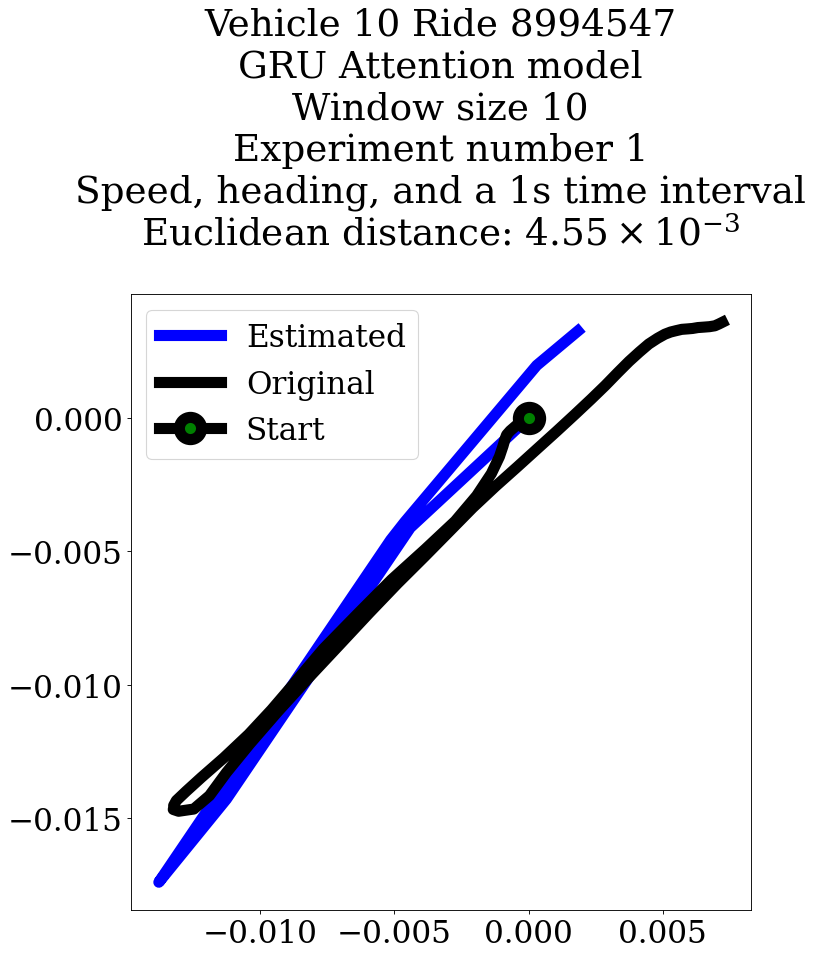 Vehicle 10 Ride 8994547
GRU Attention model
Window size 10
Experiment number 1
Speed, heading, and a 1s time interval
Euclidean distance: 4.55 × 10⁻³
Estimated
Original
Start
0.000
−0.005
−0.010
−0.015
−0.010 −0.005 0.000 0.005